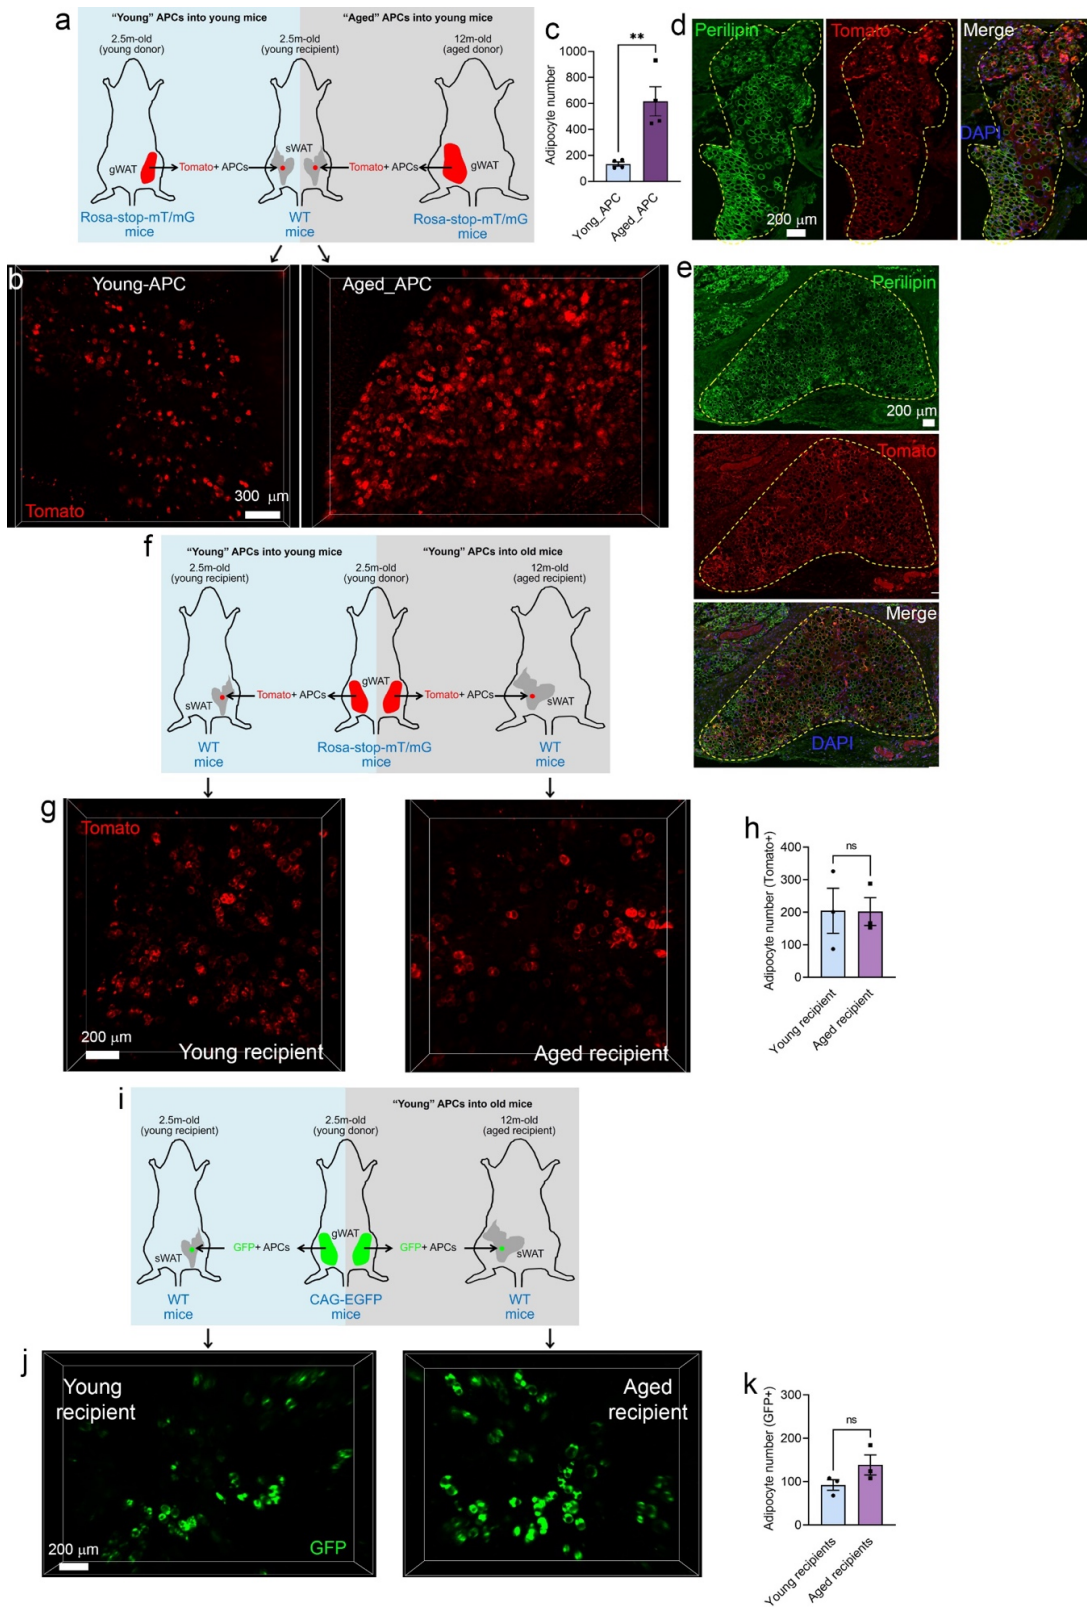 a
"Young" APCs into young mice
"Aged" APCs into young mice
2.5m-old
(young donor)
2.5m-old
(young recipient)
12m-old
(aged donor)
gWAT
Tomato+ APCs
sWAT
Tomato+ APCs
gWAT
Rosa-stop-mT/mG
mice
WT
mice
Rosa-stop-mT/mG
mice
b
Young-APC
Aged_APC
300 μm
Tomato
c
**
Adipocyte number
1000
800
600
400
200
0
Yong_APC
Aged_APC
d
Perilipin
Tomato
Merge
DAPI
200 μm
e
Perilipin
200 μm
Tomato
Merge
DAPI
f
"Young" APCs into young mice
"Young" APCs into old mice
2.5m-old
(young recipient)
2.5m-old
(young donor)
12m-old
(aged recipient)
sWAT
Tomato+ APCs
gWAT
Tomato+ APCs
sWAT
WT
mice
Rosa-stop-mT/mG
mice
WT
mice
g
Tomato
200 μm
Young recipient
Aged recipient
h
ns
Adipocyte number (Tomato+)
400
300
200
100
0
Young recipient
Aged recipient
i
"Young" APCs into old mice
2.5m-old
(young recipient)
2.5m-old
(young donor)
12m-old
(aged recipient)
sWAT
GFP+ APCs
gWAT
GFP+ APCs
sWAT
WT
mice
CAG-EGFP
mice
WT
mice
j
Young
recipient
200 μm
GFP
Aged
recipient
k
ns
Adipocyte number (GFP+)
300
200
100
0
Young recipients
Aged recipients